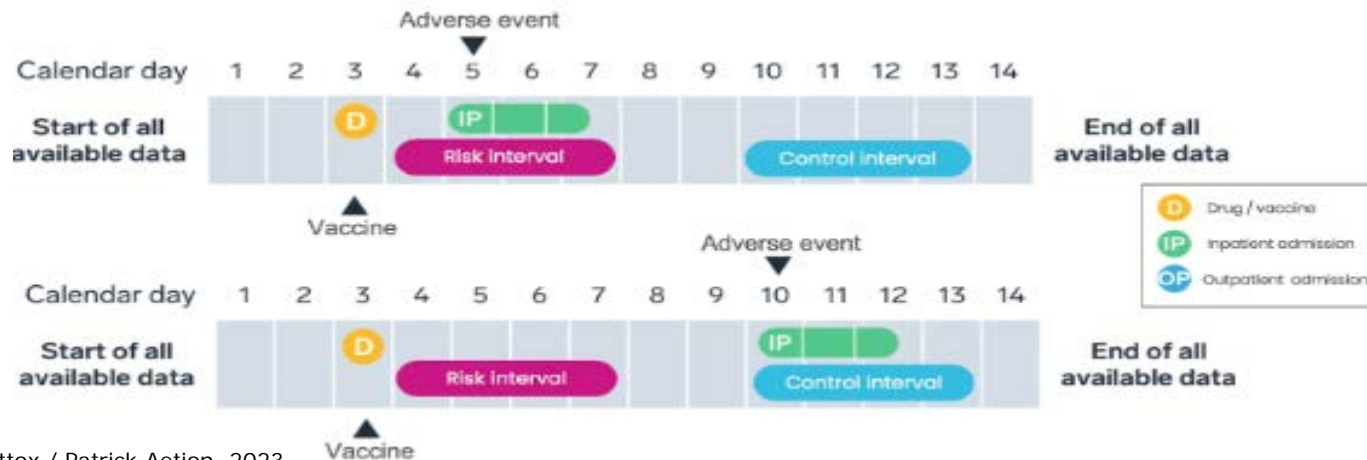 Adverse event
Calendar day 1 2 3 4 5 6 7 8 9 10 11 12 13 14
Start of all
available data
D
IP
Risk interval
Control interval
End of all
available data
Vaccine
D Drug / vaccine
IP Inpatient admission
OP Outpatient admission
Adverse event
Calendar day 1 2 3 4 5 6 7 8 9 10 11 12 13 14
Start of all
available data
D
Risk interval
IP
Control interval
End of all
available data
Vaccine
/ Patrick Aetion, 2023